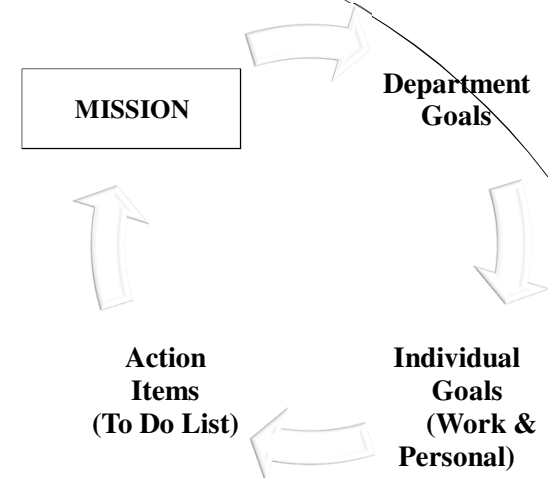 MISSION
Department
Goals
Individual
Goals
(Work &
Personal)
Action
Items
(To Do List)